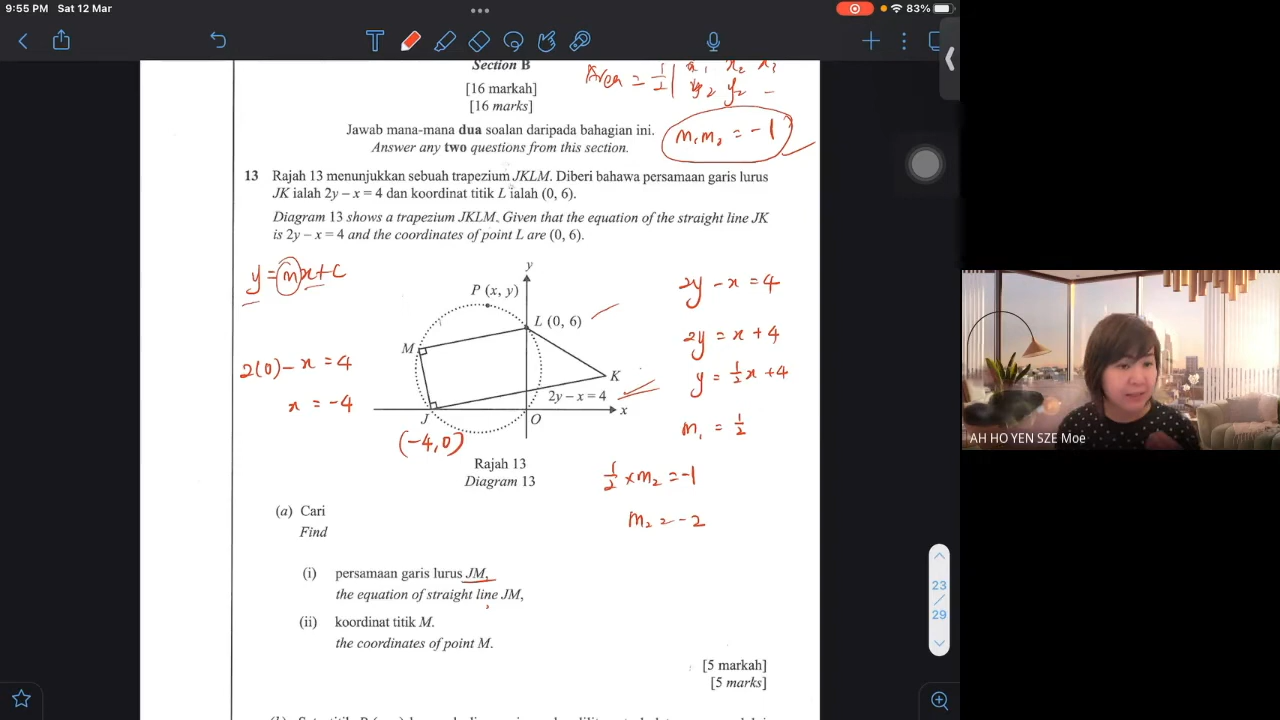 9:55 PM Sat 12 Mar
83%
Section B
Area = 1/2 | x₁ x₂ x₃
y₂ y₂ -
[16 markah]
[16 marks]
Jawab mana-mana dua soalan daripada bahagian ini.
Answer any two questions from this section.
m₁m₂ = -1
13 Rajah 13 menunjukkan sebuah trapezium JKLM. Diberi bahawa persamaan garis lurus
JK ialah 2y – x = 4 dan koordinat titik L ialah (0, 6).
Diagram 13 shows a trapezium JKLM. Given that the equation of the straight line JK
is 2y – x = 4 and the coordinates of point L are (0, 6).
y = mx+c
2(0) - x = 4
x = -4
y
P (x, y)
L (0, 6)
M
K
2y – x = 4
x
J
O
(-4,0)
Rajah 13
Diagram 13
2y - x = 4
2y = x + 4
y = 1/2 x + 4
m₁ = 1/2
1/2 × m₂ = -1
m₂ = -2
(a) Cari
Find
(i) persamaan garis lurus JM,
the equation of straight line JM,
(ii) koordinat titik M.
the coordinates of point M.
[5 markah]
[5 marks]
23
/
29
AH HO YEN SZE Moe